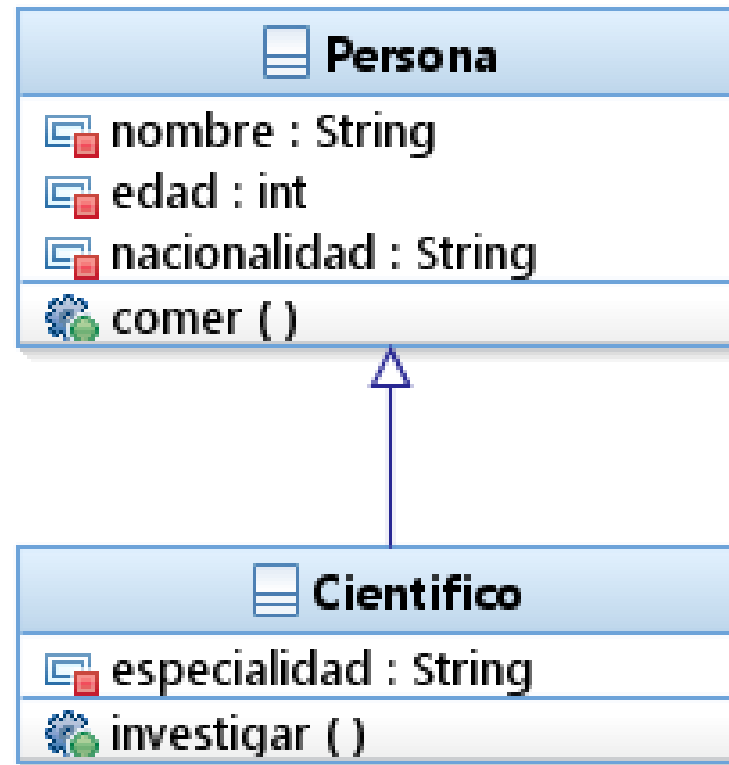 Persona
nombre : String
edad : int
nacionalidad : String
comer ( )
Cientifico
especialidad : String
investigar ( )